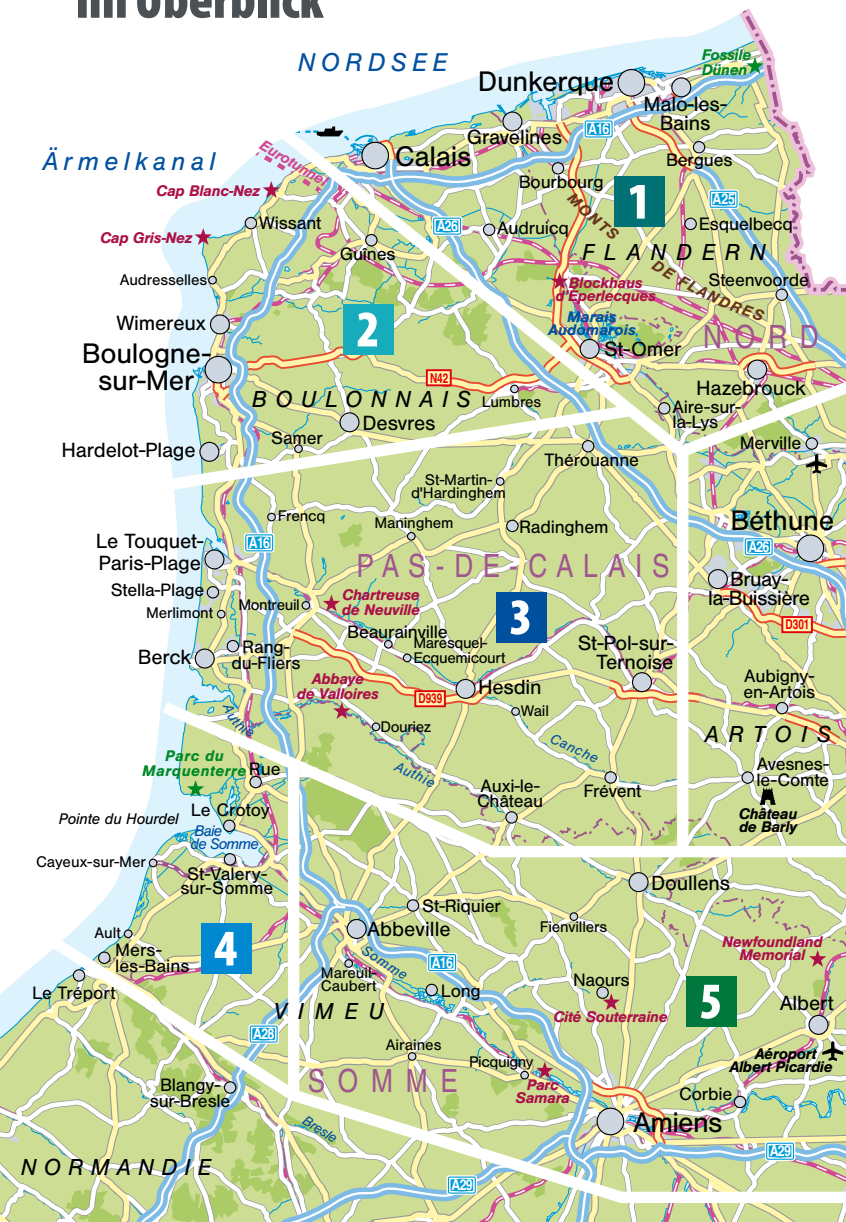 im Überblick
NORDSEE
Fossile
Dünen
Dunkerque
Malo-les-
Bains
Gravelines
A16
Calais
Bergues
Ärmelkanal
Eurotunnel
Cap Blanc-Nez
Bourbourg
1
A25
Wissant
A26
Audruicq
MONTS
DE FLANDRES
Esquelbecq
Cap Gris-Nez
Guînes
FLANDERN
Audresselles
Blockhaus
d'Eperlecques
Steenvoorde
Wimereux
2
Marais
Audomarois
NORD
Boulogne-
sur-Mer
St-Omer
N42
Hazebrouck
BOULONNAIS
Lumbres
Aire-sur-
la-Lys
Desvres
Samer
Merville
Hardelot-Plage
Thérouanne
St-Martin-
d'Hardinghem
Frencq
Maninghem
Radinghem
Béthune
A16
A26
Le Touquet-
Paris-Plage
PAS-DE-CALAIS
Stella-Plage
Bruay-
la-Buissière
Merlimont
Montreuil
Chartreuse
de Neuville
3
D301
Beaurainville
Maresquel-
Ecquemicourt
St-Pol-sur-
Ternoise
Berck
Rang-
du-Fliers
Abbaye
de Valloires
D939
Hesdin
Aubigny-
en-Artois
Authie
Douriez
Wail
ARTOIS
Canche
Parc du
Marquenterre
Rue
Authie
Auxi-le-
Château
Frévent
Avesnes-
le-Comte
Le Crotoy
Pointe du Hourdel
Baie
de Somme
Château
de Barly
Cayeux-sur-Mer
St-Valery-
sur-Somme
Doullens
St-Riquier
Ault
Abbeville
Fienvillers
Mers-
les-Bains
4
Somme
A16
Newfoundland
Memorial
Le Tréport
Mareuil-
Caubert
Long
Naours
Cité Souterraine
5
Albert
VIMEU
A28
Airaines
Aéroport
Albert Picardie
Picquigny
Parc
Samara
SOMME
Blangy-
sur-Bresle
Corbie
Bresle
Amiens
NORMANDIE
A29
A29